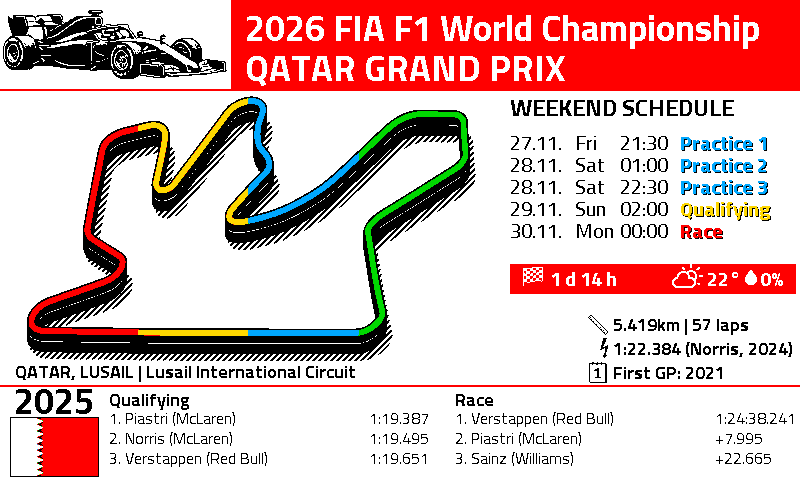 2026 FIA F1 World Championship
QATAR GRAND PRIX
WEEKEND SCHEDULE
27.11. Fri 21:30 Practice 1
28.11. Sat 01:00 Practice 2
28.11. Sat 22:30 Practice 3
29.11. Sun 02:00 Qualifying
30.11. Mon 00:00 Race
1 d 14 h 22° 0%
5.419km | 57 laps
1:22.384 (Norris, 2024)
1 First GP: 2021
QATAR, LUSAIL | Lusail International Circuit
2025
Qualifying
1. Piastri (McLaren) 1:19.387
2. Norris (McLaren) 1:19.495
3. Verstappen (Red Bull) 1:19.651
Race
1. Verstappen (Red Bull) 1:24:38.241
2. Piastri (McLaren) +7.995
3. Sainz (Williams) +22.665